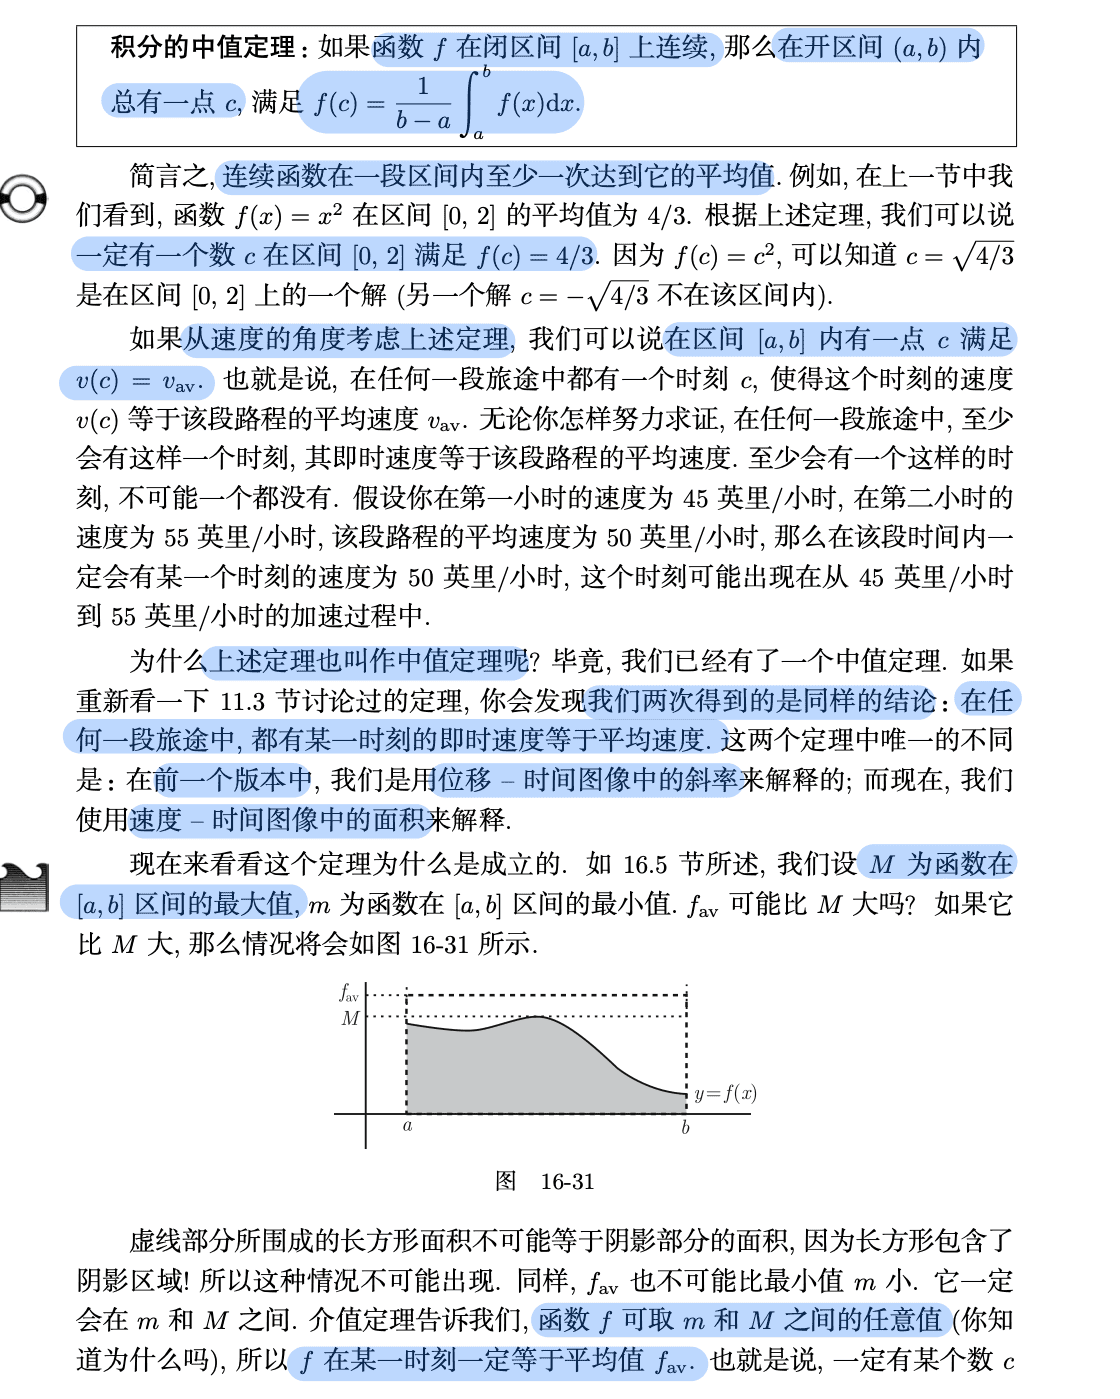 积分的中值定理：如果函数 f 在闭区间 [a, b] 上连续, 那么在开区间 (a, b) 内
总有一点 c, 满足 f(c) = \frac{1}{b − a} \int_a^b f(x)dx.
简言之, 连续函数在一段区间内至少一次达到它的平均值. 例如, 在上一节中我
们看到, 函数 f(x) = x² 在区间 [0, 2] 的平均值为 4/3. 根据上述定理, 我们可以说
一定有一个数 c 在区间 [0, 2] 满足 f(c) = 4/3. 因为 f(c) = c², 可以知道 c = √(4/3)
是在区间 [0, 2] 上的一个解 (另一个解 c = −√(4/3) 不在该区间内).
如果从速度的角度考虑上述定理, 我们可以说在区间 [a, b] 内有一点 c 满足
v(c) = v_av. 也就是说, 在任何一段旅途中都有一个时刻 c, 使得这个时刻的速度
v(c) 等于该段路程的平均速度 v_av. 无论你怎样努力求证, 在任何一段旅途中, 至少
会有这样一个时刻, 其即时速度等于该段路程的平均速度. 至少会有一个这样的时
刻, 不可能一个都没有. 假设你在第一小时的速度为 45 英里/小时, 在第二小时的
速度为 55 英里/小时, 该段路程的平均速度为 50 英里/小时, 那么在该段时间内一
定会有某一个时刻的速度为 50 英里/小时, 这个时刻可能出现在从 45 英里/小时
到 55 英里/小时的加速过程中.
为什么上述定理也叫作中值定理呢? 毕竟, 我们已经有了一个中值定理. 如果
重新看一下 11.3 节讨论过的定理, 你会发现我们两次得到的是同样的结论：在任
何一段旅途中, 都有某一时刻的即时速度等于平均速度. 这两个定理中唯一的不同
是：在前一个版本中, 我们是用位移 – 时间图像中的斜率来解释的; 而现在, 我们
使用速度 – 时间图像中的面积来解释.
现在来看看这个定理为什么是成立的. 如 16.5 节所述, 我们设 M 为函数在
[a, b] 区间的最大值, m 为函数在 [a, b] 区间的最小值. f_av 可能比 M 大吗? 如果它
比 M 大, 那么情况将会如图 16-31 所示.
f_av
M
y=f(x)
a
b
图 16-31
虚线部分所围成的长方形面积不可能等于阴影部分的面积, 因为长方形包含了
阴影区域! 所以这种情况不可能出现. 同样, f_av 也不可能比最小值 m 小. 它一定
会在 m 和 M 之间. 介值定理告诉我们, 函数 f 可取 m 和 M 之间的任意值 (你知
道为什么吗), 所以 f 在某一时刻一定等于平均值 f_av. 也就是说, 一定有某个数 c